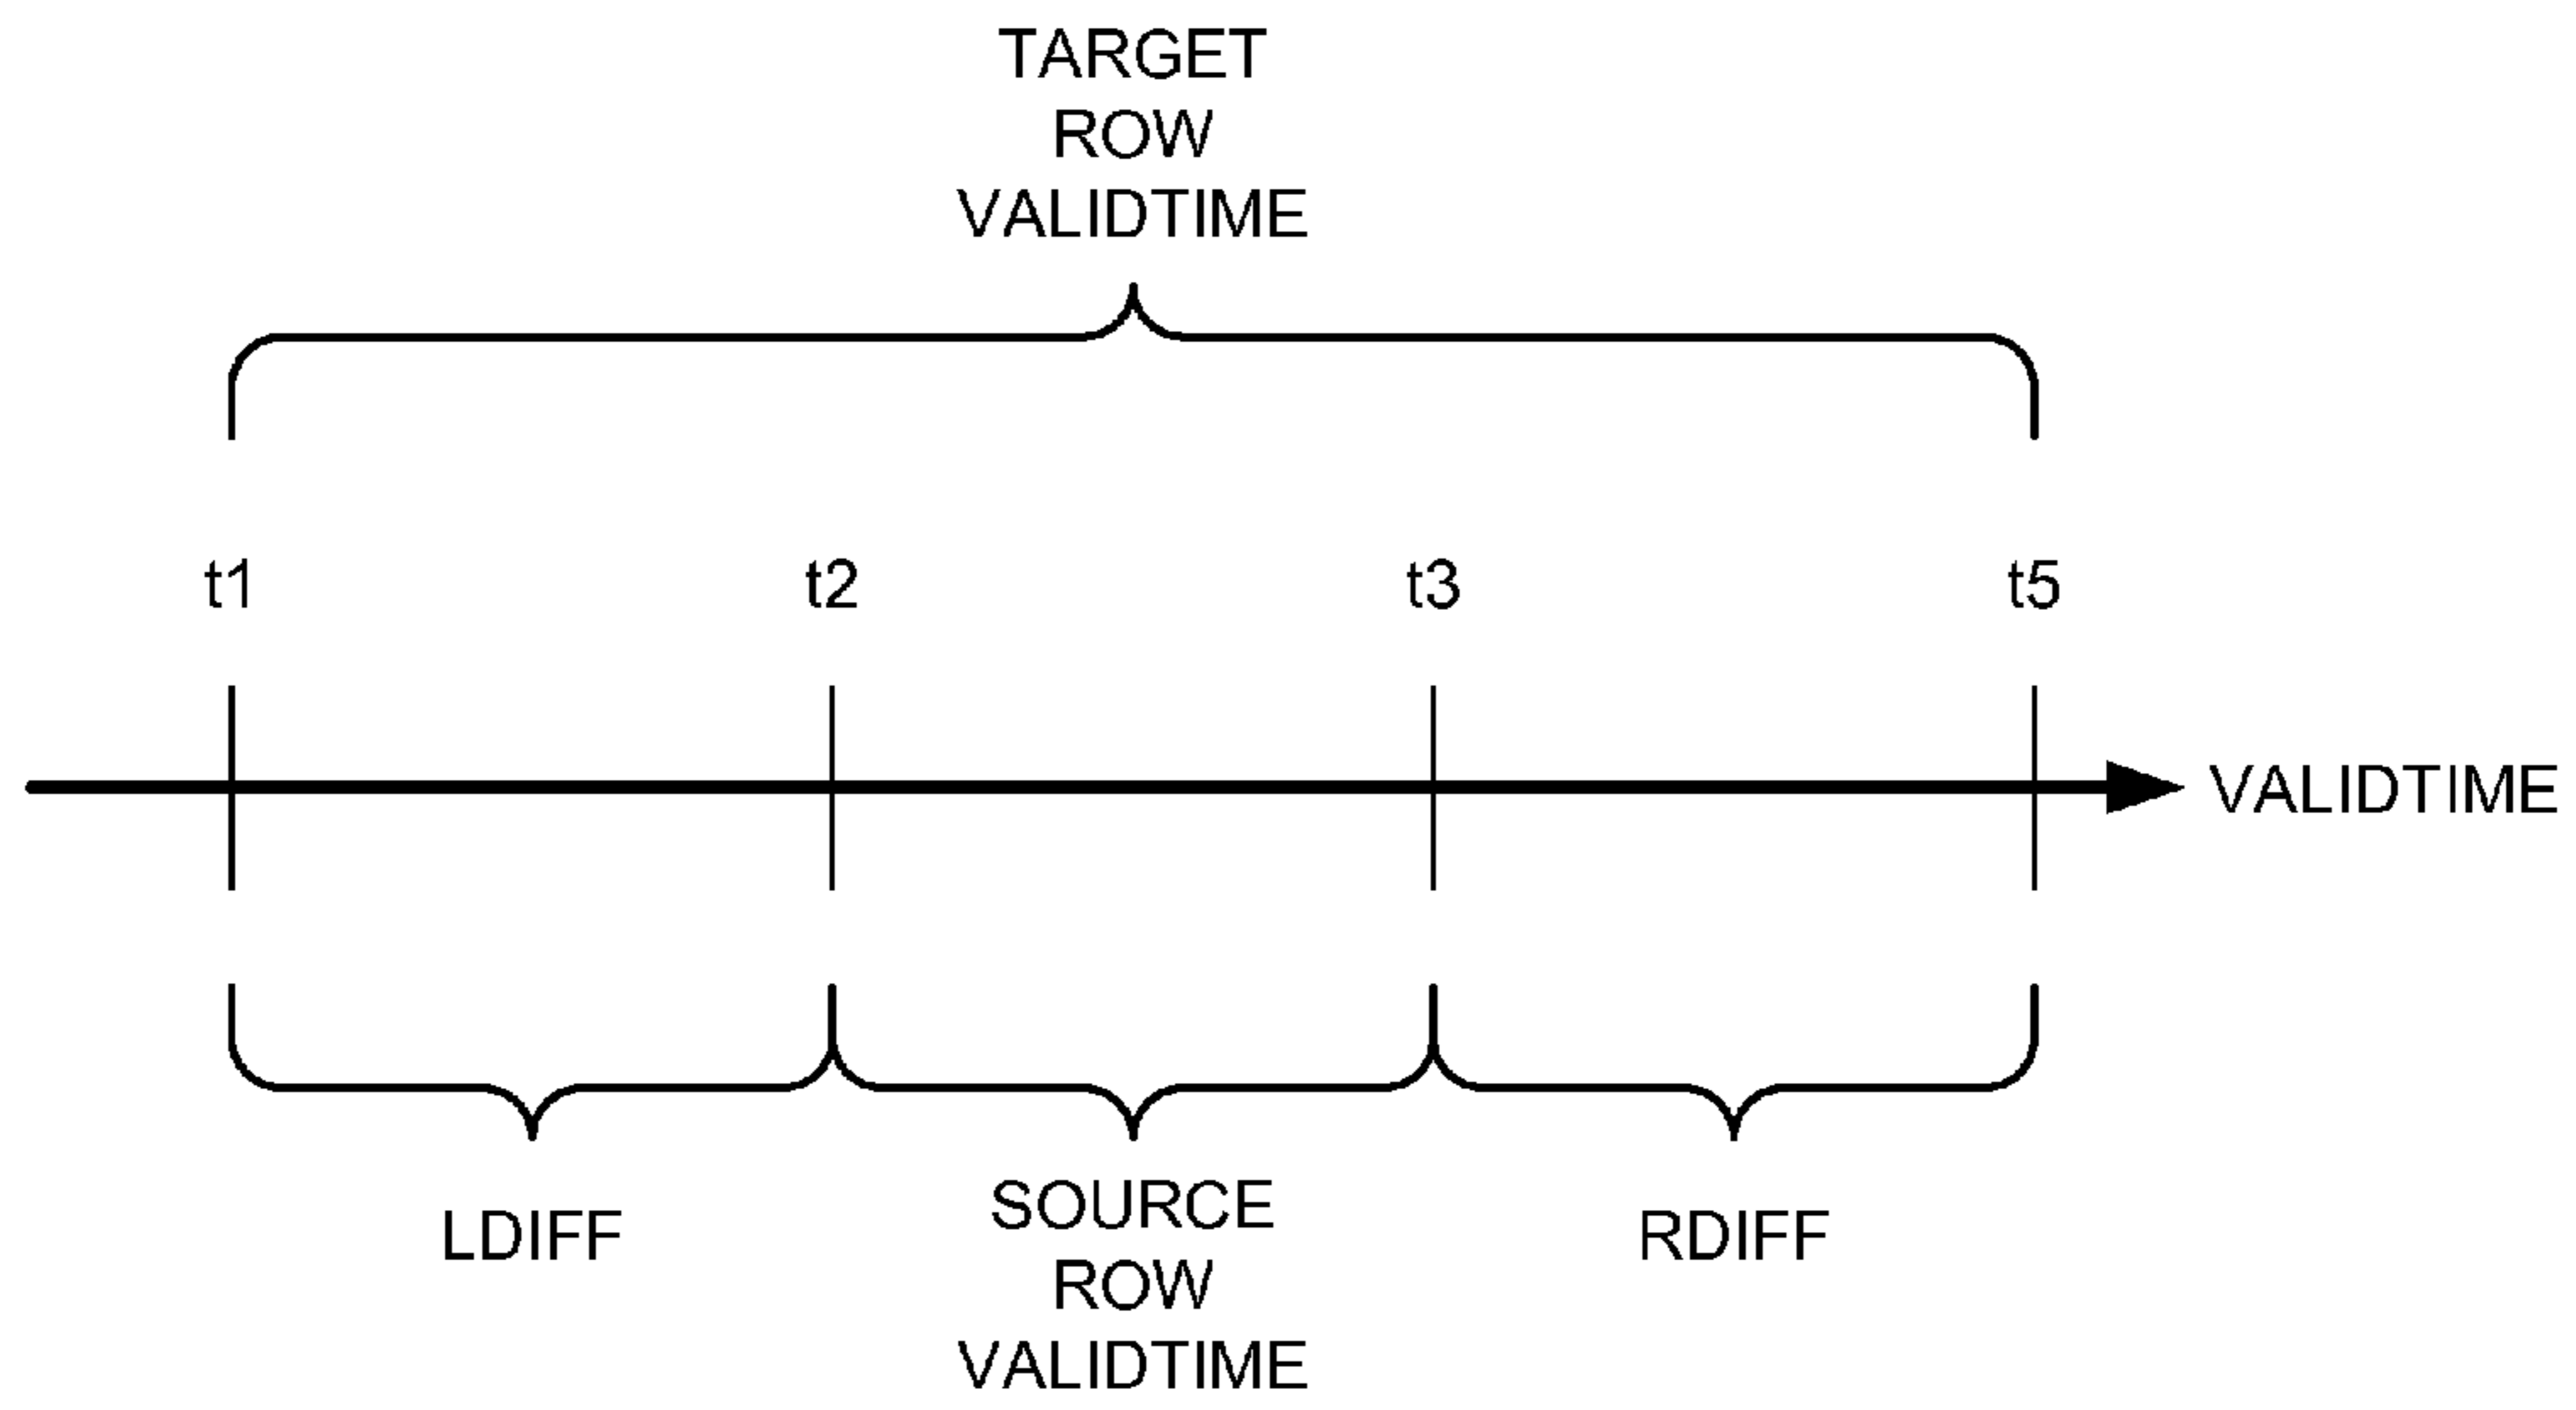 TARGET
ROW
VALIDTIME
t1
t2
t3
t5
VALIDTIME
LDIFF
SOURCE
ROW
VALIDTIME
RDIFF